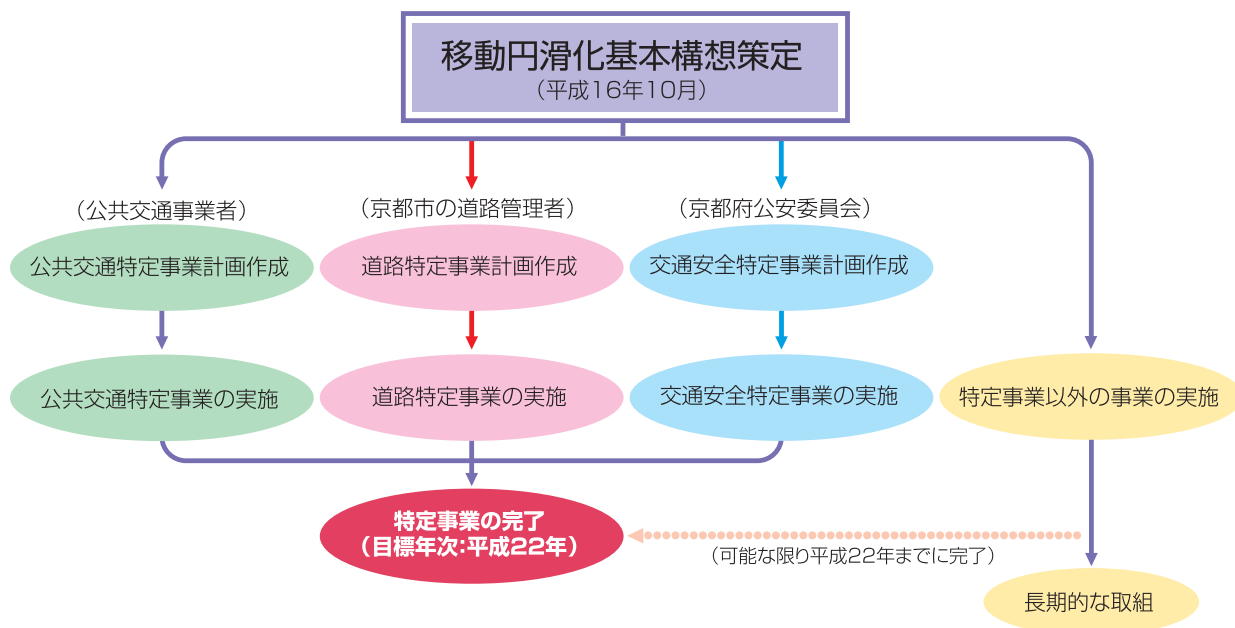 移動円滑化基本構想策定
（平成16年10月）
（公共交通事業者）
（京都市の道路管理者）
（京都府公安委員会）
公共交通特定事業計画作成
道路特定事業計画作成
交通安全特定事業計画作成
公共交通特定事業の実施
道路特定事業の実施
交通安全特定事業の実施
特定事業以外の事業の実施
特定事業の完了
（目標年次：平成22年）
（可能な限り平成22年までに完了）
長期的な取組